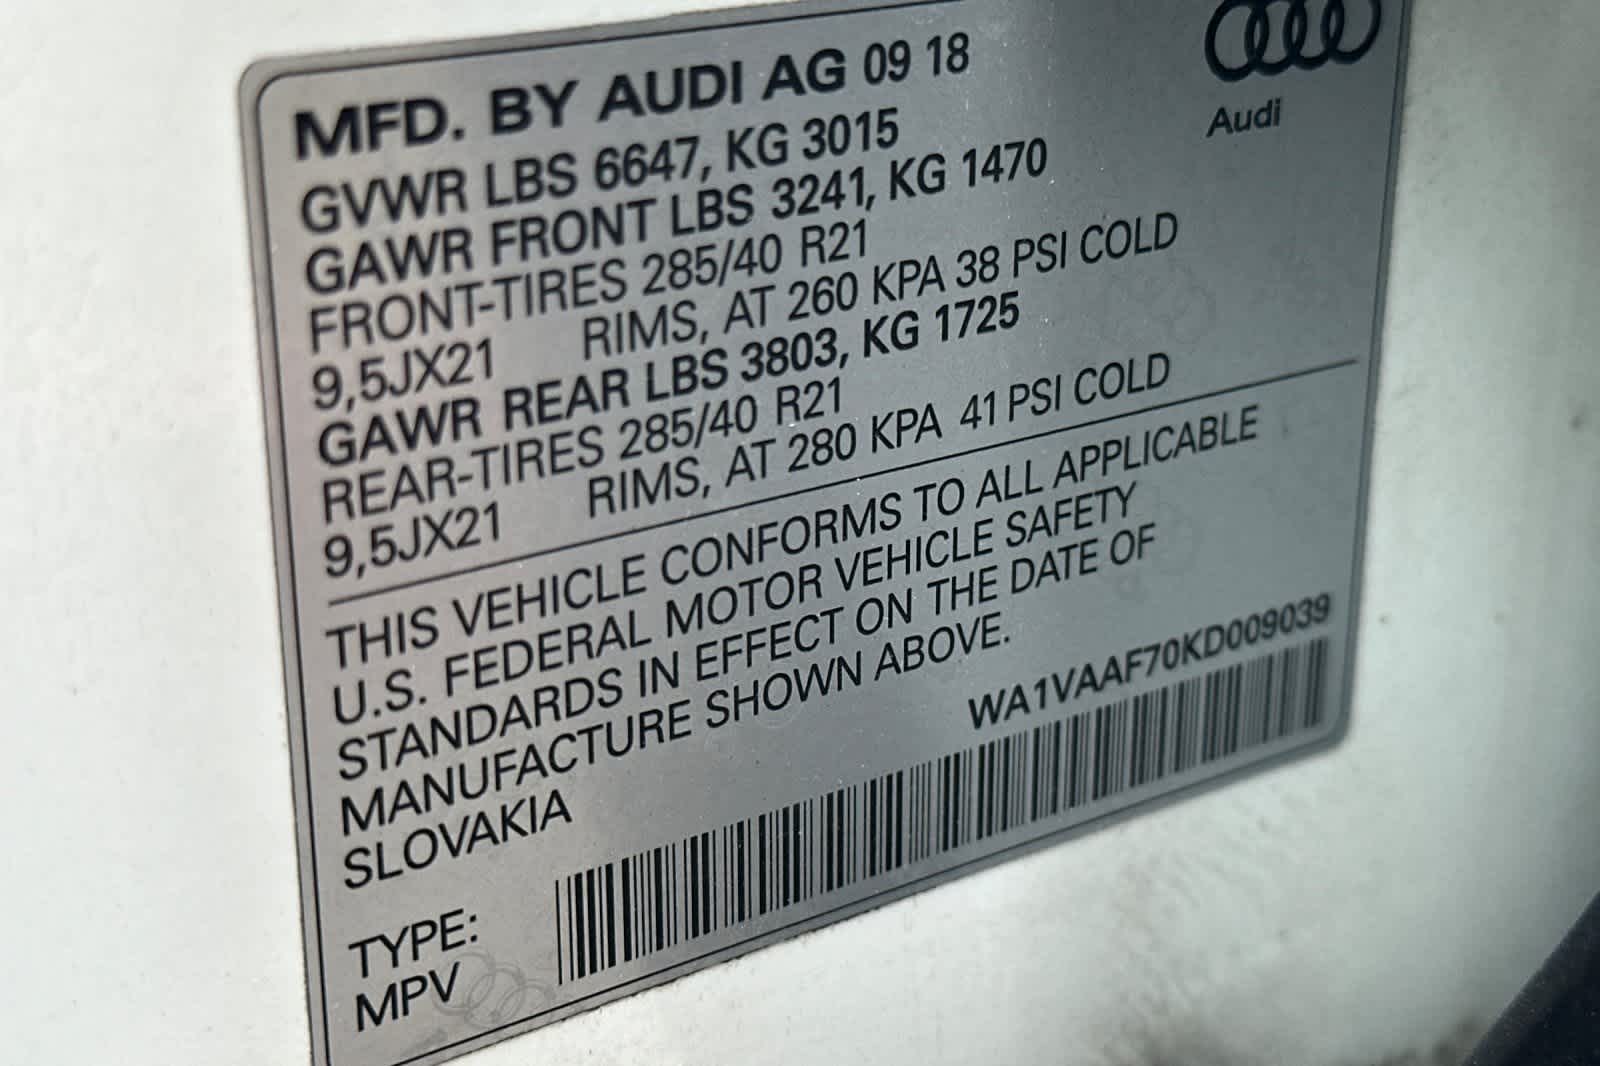 MFD. BY AUDI AG 09 18
Audi
GVWR LBS 6647, KG 3015
GAWR FRONT LBS 3241, KG 1470
FRONT-TIRES 285/40 R21
9,5JX21 RIMS, AT 260 KPA 38 PSI COLD
GAWR REAR LBS 3803, KG 1725
REAR-TIRES 285/40 R21
9,5JX21 RIMS, AT 280 KPA 41 PSI COLD
THIS VEHICLE CONFORMS TO ALL APPLICABLE
U.S. FEDERAL MOTOR VEHICLE SAFETY
STANDARDS IN EFFECT ON THE DATE OF
MANUFACTURE SHOWN ABOVE.
SLOVAKIA
WA1VAAF70KD009039
TYPE:
MPV